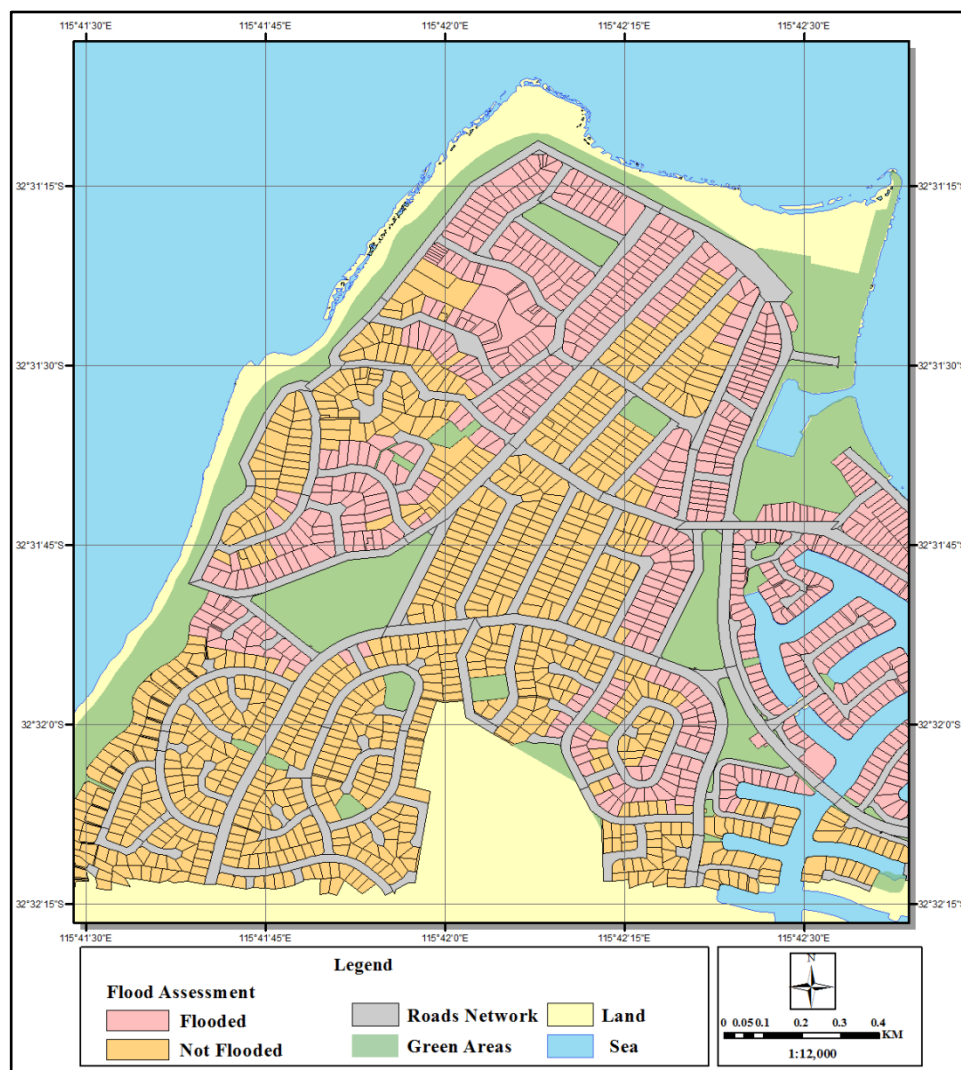 115°41'30"E 115°41'45"E 115°42'0"E 115°42'15"E 115°42'30"E
32°31'15"S 32°31'15"S
32°31'30"S 32°31'30"S
32°31'45"S 32°31'45"S
32°32'0"S 32°32'0"S
32°32'15"S 32°32'15"S
115°41'30"E 115°41'45"E 115°42'0"E 115°42'15"E 115°42'30"E
Legend
Flood Assessment
Flooded
Not Flooded
Roads Network
Green Areas
Land
Sea
N
0 0.05 0.1 0.2 0.3 0.4
KM
1:12,000